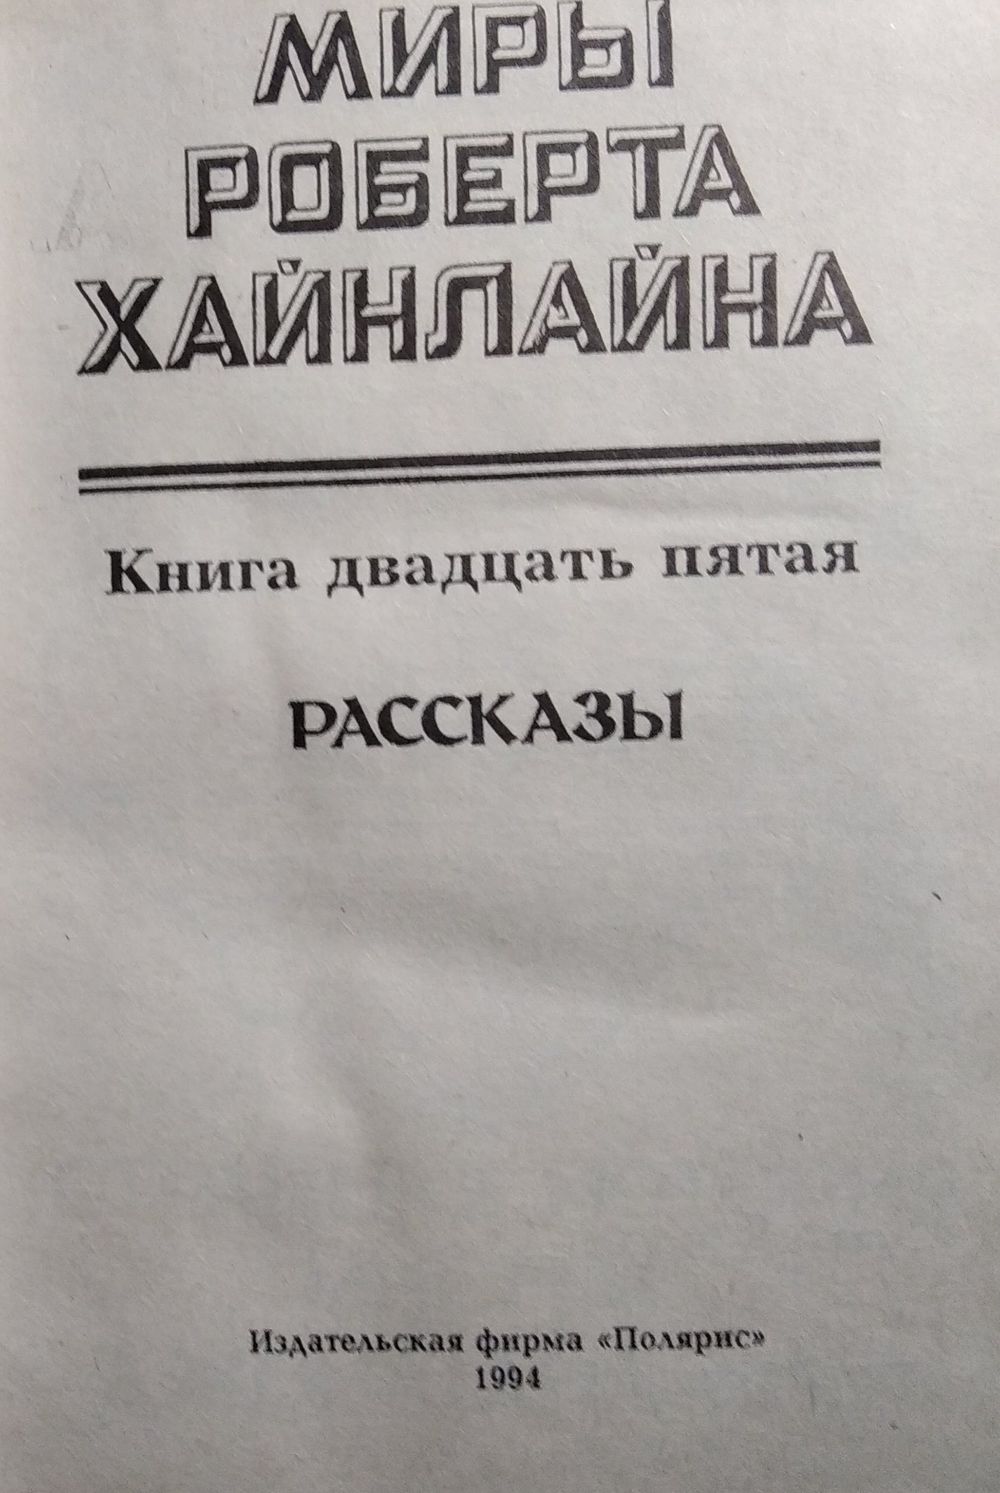 МИРЫ
РОБЕРТА
ХАЙНЛАЙНА
Книга двадцать пятая
РАССКАЗЫ
Издательская фирма «Полярис»
1994